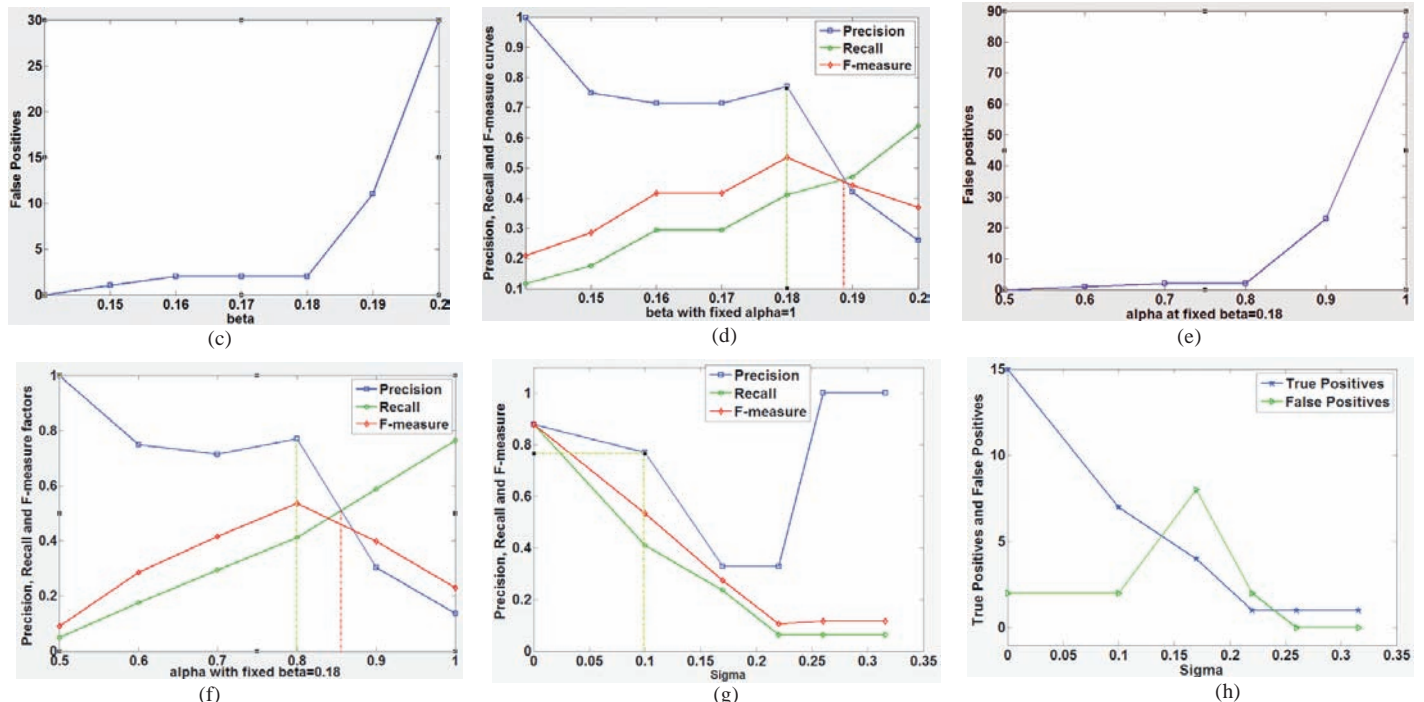 30
25
20
15
10
5
0
False Positives
0.15 0.16 0.17 0.18 0.19 0.2
beta
(c)
1
0.9
0.8
0.7
0.6
0.5
0.4
0.3
0.2
0.1
Precision, Recall and F-measure curves
Precision
Recall
F-measure
0.15 0.16 0.17 0.18 0.19 0.2
beta with fixed alpha=1
(d)
90
80
70
60
50
40
30
20
10
0
False positives
0.5 0.6 0.7 0.8 0.9 1
alpha at fixed beta=0.18
(e)
1
0.8
0.6
0.4
0.2
0
Precision, Recall and F-measure factors
Precision
Recall
F-measure
0.5 0.6 0.7 0.8 0.9 1
alpha with fixed beta=0.18
(f)
1
0.8
0.6
0.4
0.2
0
Precision, Recall and F-measure
Precision
Recall
F-measure
0 0.05 0.1 0.15 0.2 0.25 0.3 0.35
Sigma
(g)
15
10
5
0
True Positives and False Positives
True Positives
False Positives
0 0.05 0.1 0.15 0.2 0.25 0.3 0.35
Sigma
(h)